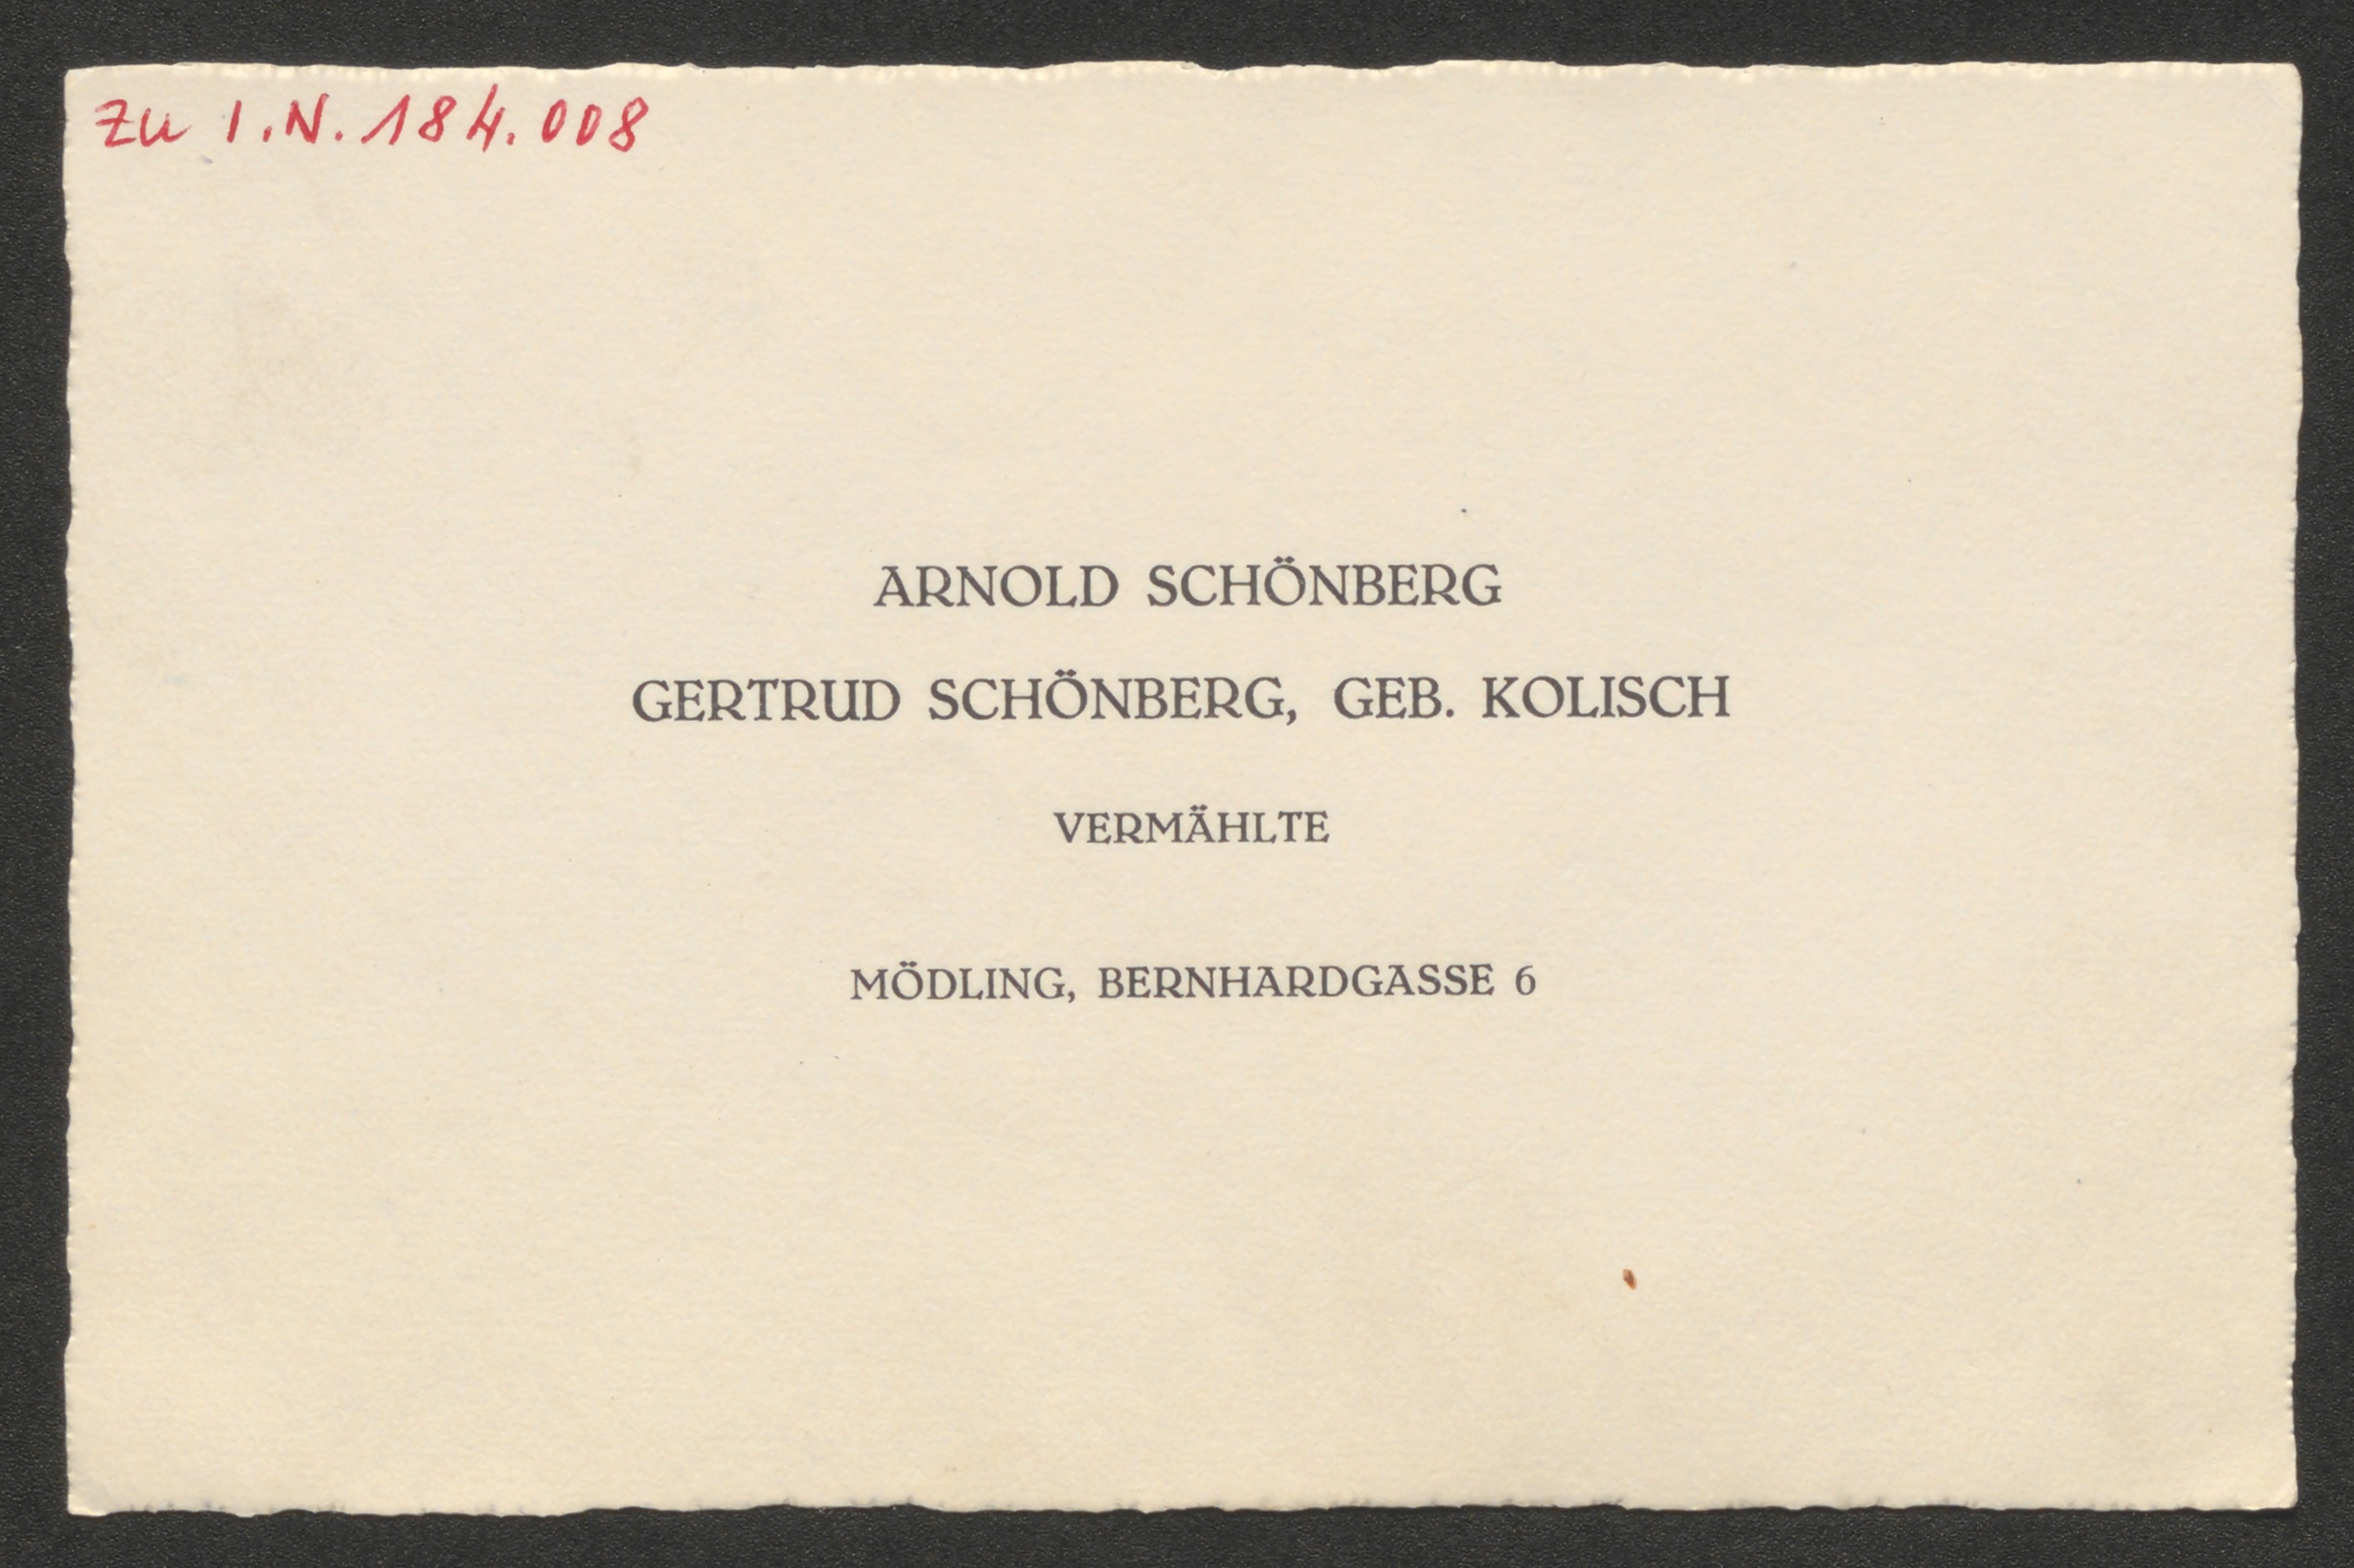 zu I.N. 184.008
ARNOLD SCHÖNBERG
GERTRUD SCHÖNBERG, GEB. KOLISCH
VERMÄHLTE
MÖDLING, BERNHARDGASSE 6